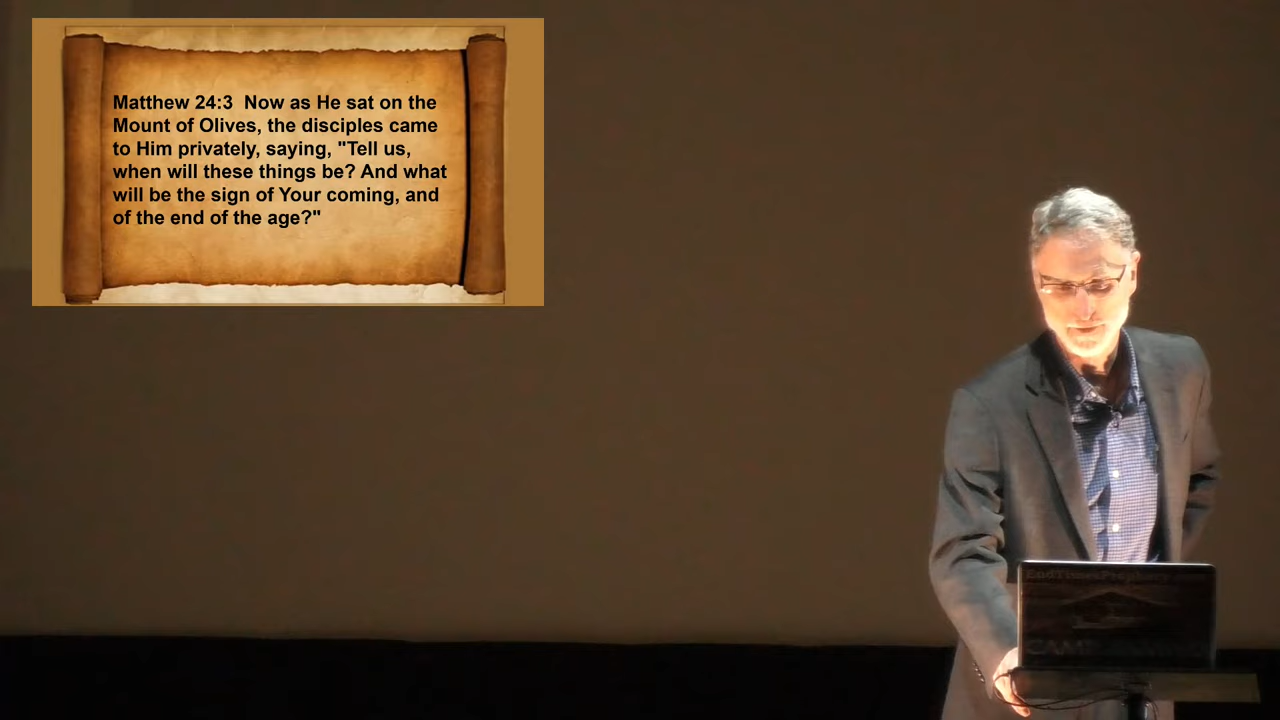 Matthew 24:3  Now as He sat on the
Mount of Olives, the disciples came
to Him privately, saying, "Tell us,
when will these things be? And what
will be the sign of Your coming, and
of the end of the age?"